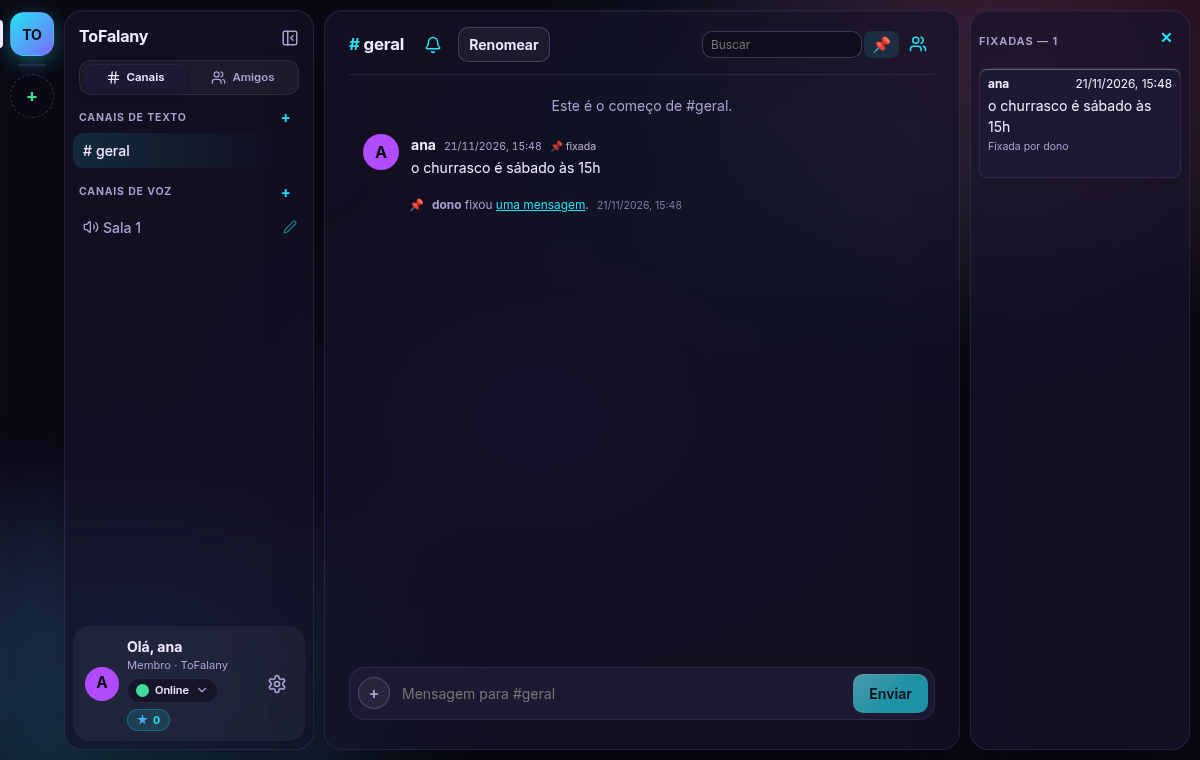 TO
+
ToFalany
Canais
Amigos
CANAIS DE TEXTO +
# geral
CANAIS DE VOZ +
Sala 1
Olá, ana
Membro · ToFalany
Online
★ 0
A
# geral
Renomear
Buscar
Este é o começo de #geral.
A
ana 21/11/2026, 15:48 📌 fixada
o churrasco é sábado às 15h
📌 dono fixou uma mensagem. 21/11/2026, 15:48
+
Mensagem para #geral
Enviar
FIXADAS — 1
✕
ana 21/11/2026, 15:48
o churrasco é sábado às
15h
Fixada por dono